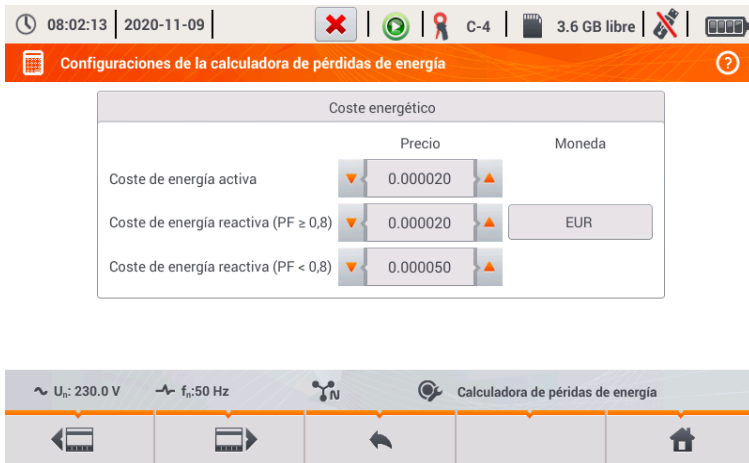 08:02:13 2020-11-09 C-4 3.6 GB libre
Configuraciones de la calculadora de pérdidas de energía ?
Coste energético
Precio Moneda
Coste de energía activa 0.000020
Coste de energía reactiva (PF ≥ 0,8) 0.000020 EUR
Coste de energía reactiva (PF < 0,8) 0.000050
Un: 230.0 V fn:50 Hz N Calculadora de péridas de energía